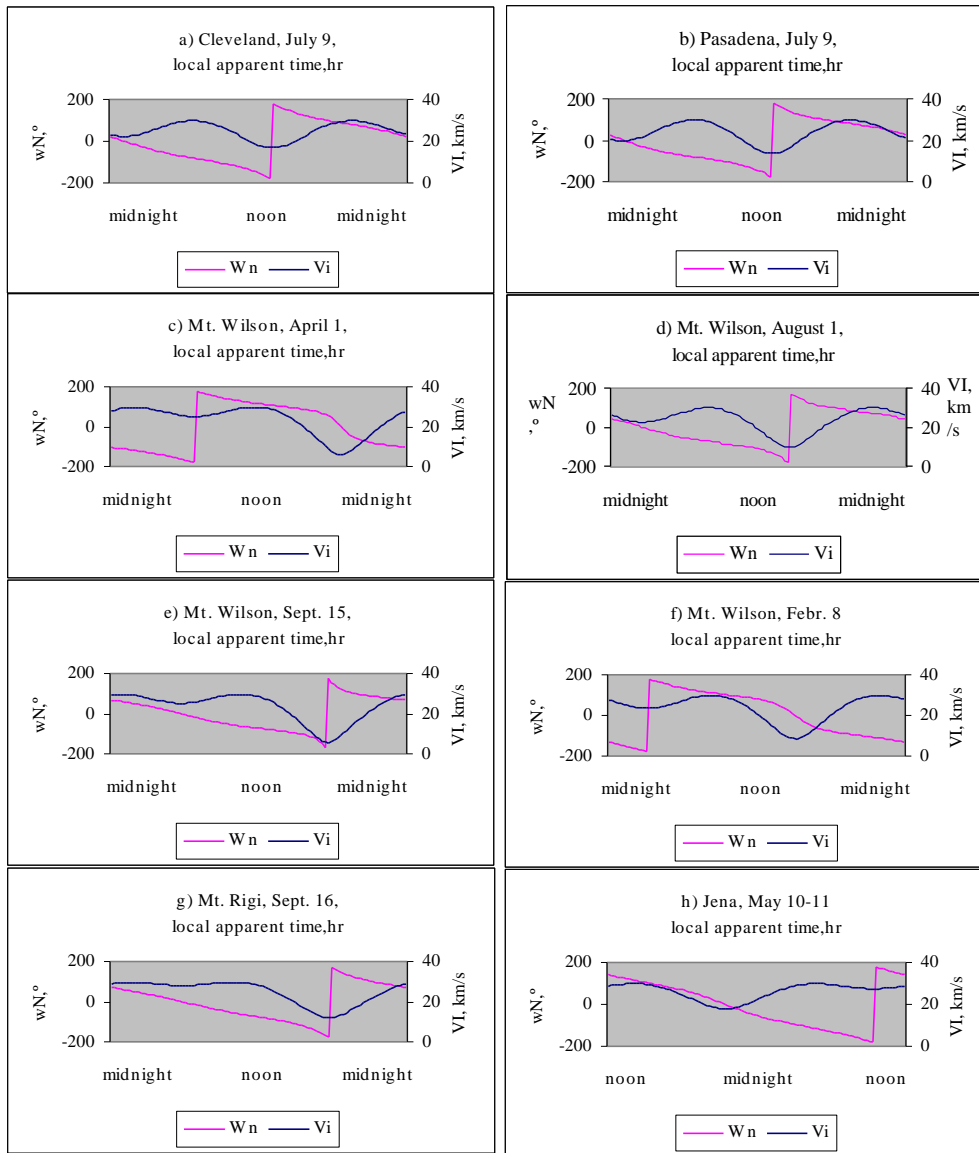 a) Cleveland, July 9,
local apparent time,hr
wN,º
200
0
-200
40
20
0
VI, km/s
midnight noon midnight
Wn Vi
b) Pasadena, July 9,
local apparent time,hr
wN,º
200
0
-200
40
20
0
VI, km/s
midnight noon midnight
Wn Vi
c) Mt. Wilson, April 1,
local apparent time,hr
wN,º
200
0
-200
40
20
0
VI, km/s
midnight noon midnight
Wn Vi
d) Mt. Wilson, August 1,
local apparent time,hr
wN
,º
200
0
-200
40
20
0
VI,
km
/s
midnight noon midnight
Wn Vi
e) Mt. Wilson, Sept. 15,
local apparent time,hr
wN,º
200
0
-200
40
20
0
VI, km/s
midnight noon midnight
Wn Vi
f) Mt. Wilson, Febr. 8
local apparent time,hr
wN,º
200
0
-200
40
20
0
VI, km/s
midnight noon midnight
Wn Vi
g) Mt. Rigi, Sept. 16,
local apparent time,hr
wN,º
200
0
-200
40
20
0
VI, km/s
midnight noon midnight
Wn Vi
h) Jena, May 10-11
local apparent time,hr
wN,º
200
0
-200
40
20
0
VI, km/s
noon midnight noon
Wn Vi